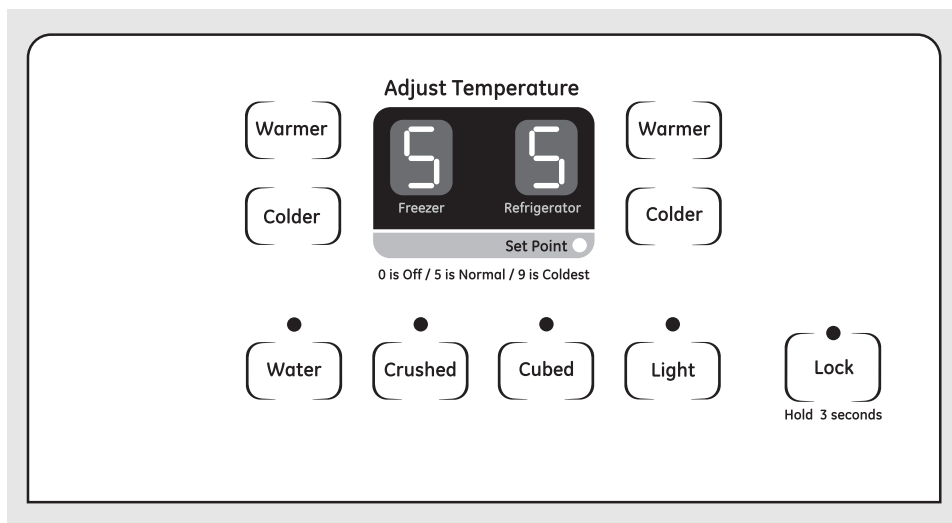 Adjust Temperature
Warmer
5 5
Warmer
Freezer Refrigerator
Colder
Colder
Set Point
0 is Off / 5 is Normal / 9 is Coldest
Water Crushed Cubed Light Lock
Hold 3 seconds